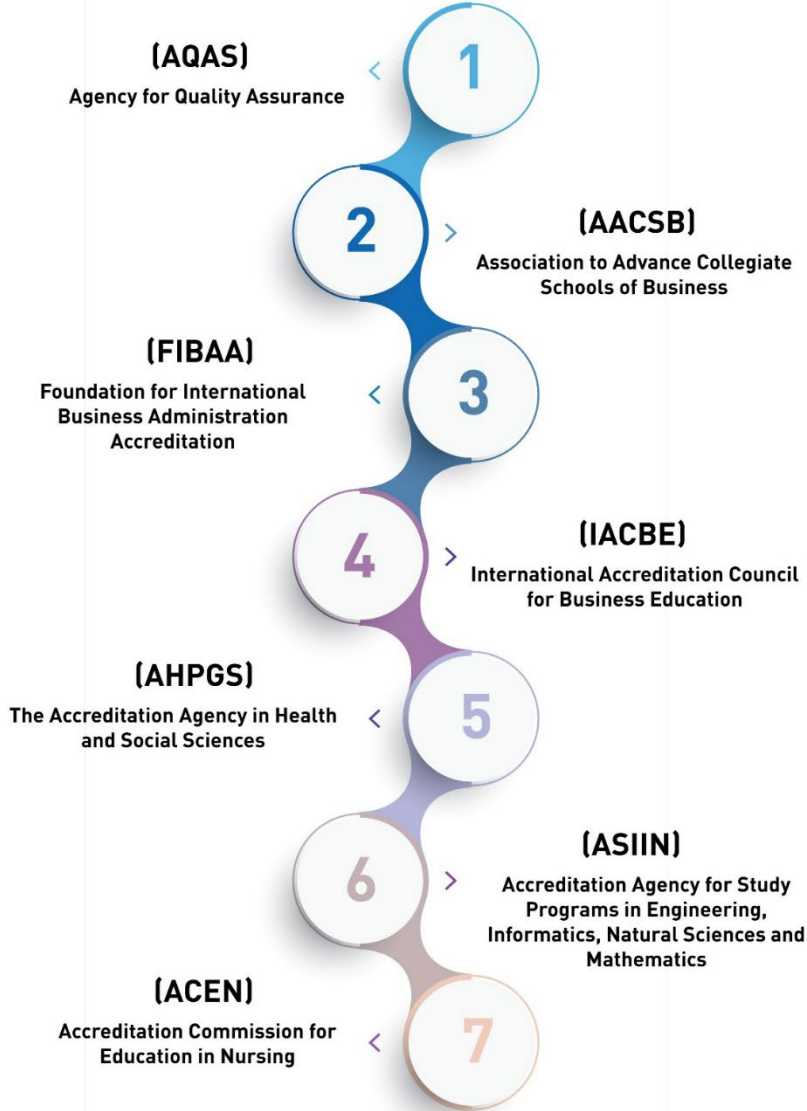 (AQAS)
Agency for Quality Assurance
1
2
(AACSB)
Association to Advance Collegiate
Schools of Business
(FIBAA)
Foundation for International
Business Administration
Accreditation
3
4
(IACBE)
International Accreditation Council
for Business Education
(AHPGS)
The Accreditation Agency in Health
and Social Sciences
5
6
(ASIIN)
Accreditation Agency for Study
Programs in Engineering,
Informatics, Natural Sciences and
Mathematics
(ACEN)
Accreditation Commission for
Education in Nursing
7